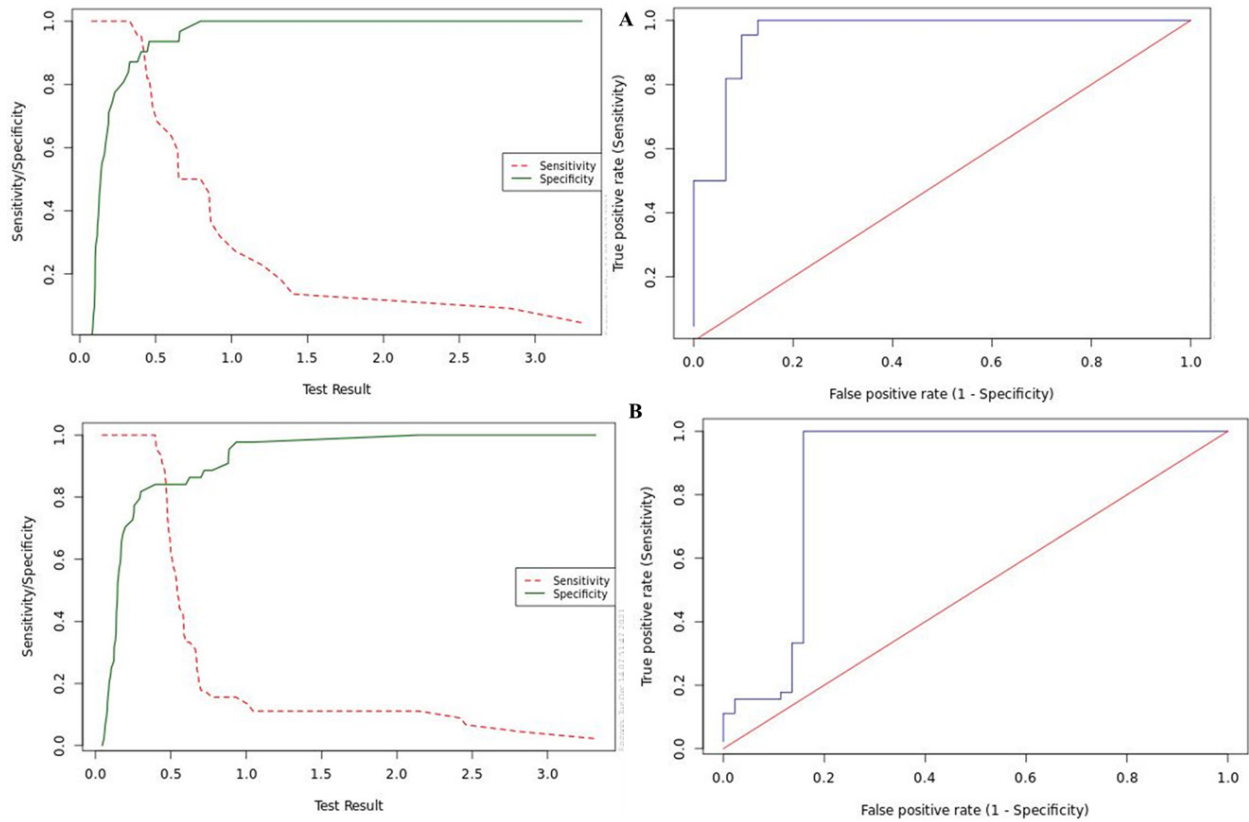 A
Sensitivity/Specificity
1.0
0.8
0.6
0.4
0.2
Sensitivity
Specificity
0.0 0.5 1.0 1.5 2.0 2.5 3.0
Test Result
True positive rate (Sensitivity)
1.0
0.8
0.6
0.4
0.2
0.0 0.2 0.4 0.6 0.8 1.0
False positive rate (1 - Specificity)
B
Sensitivity/Specificity
1.0
0.8
0.6
0.4
0.2
0.0
Sensitivity
Specificity
0.0 0.5 1.0 1.5 2.0 2.5 3.0
Test Result
True positive rate (Sensitivity)
1.0
0.8
0.6
0.4
0.2
0.0
0.0 0.2 0.4 0.6 0.8 1.0
False positive rate (1 - Specificity)